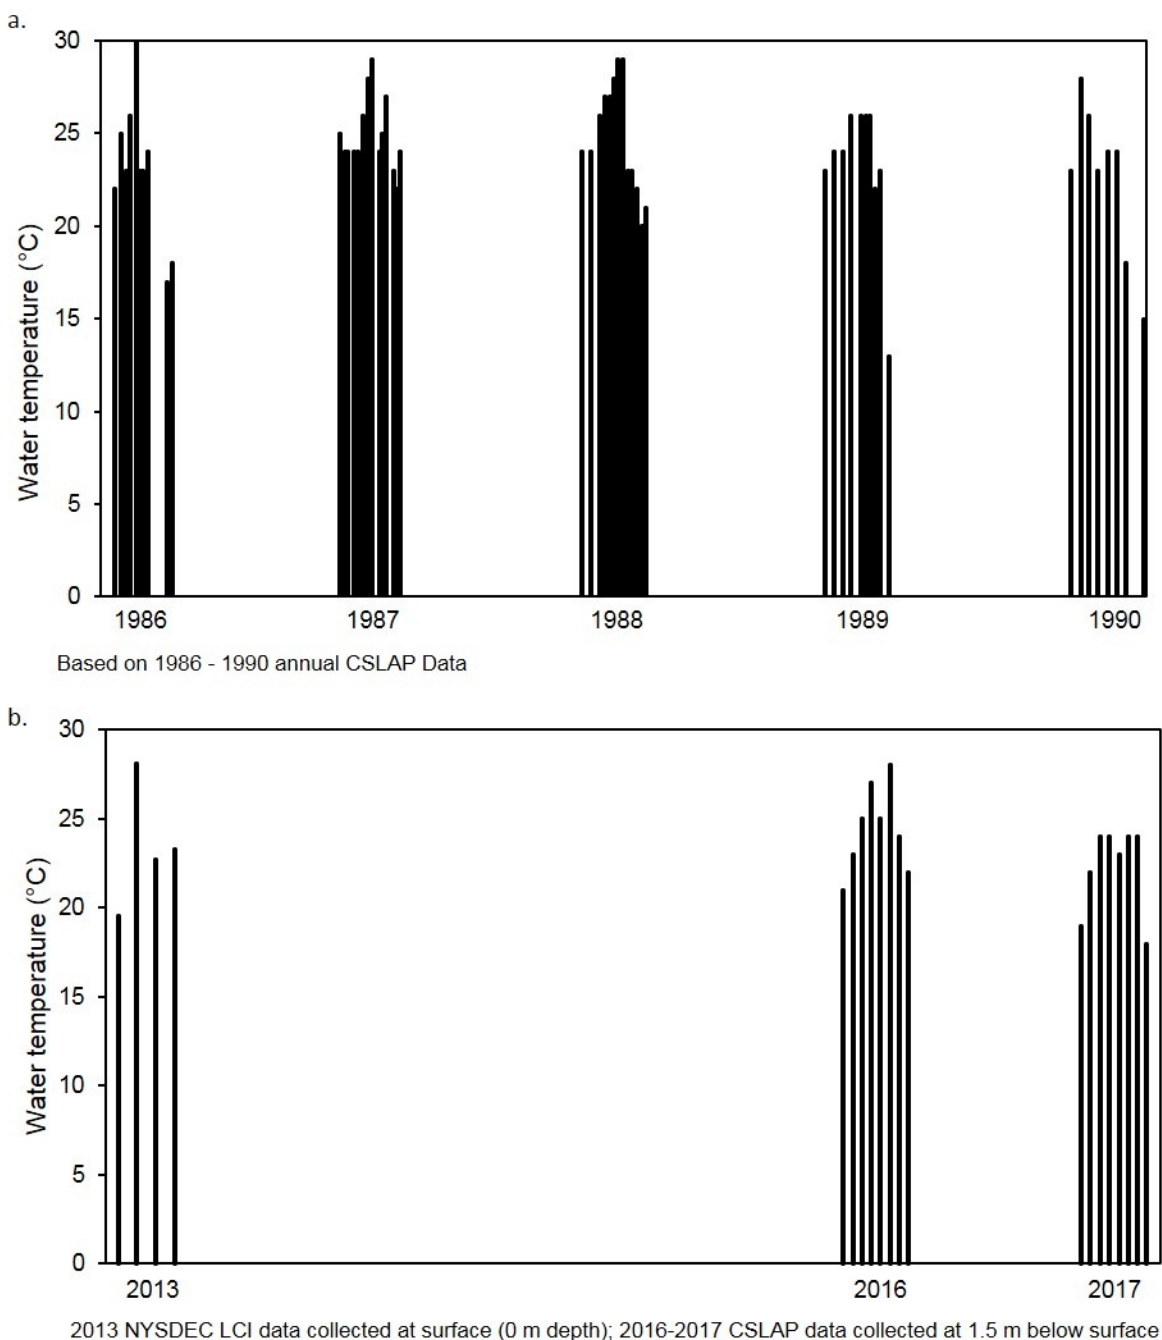 a.
30
25
20
15
10
5
0
Water temperature (°C)
1986 1987 1988 1989 1990
Based on 1986 - 1990 annual CSLAP Data
b.
30
25
20
15
10
5
0
Water temperature (°C)
2013 2016 2017
2013 NYSDEC LCI data collected at surface (0 m depth); 2016-2017 CSLAP data collected at 1.5 m below surface